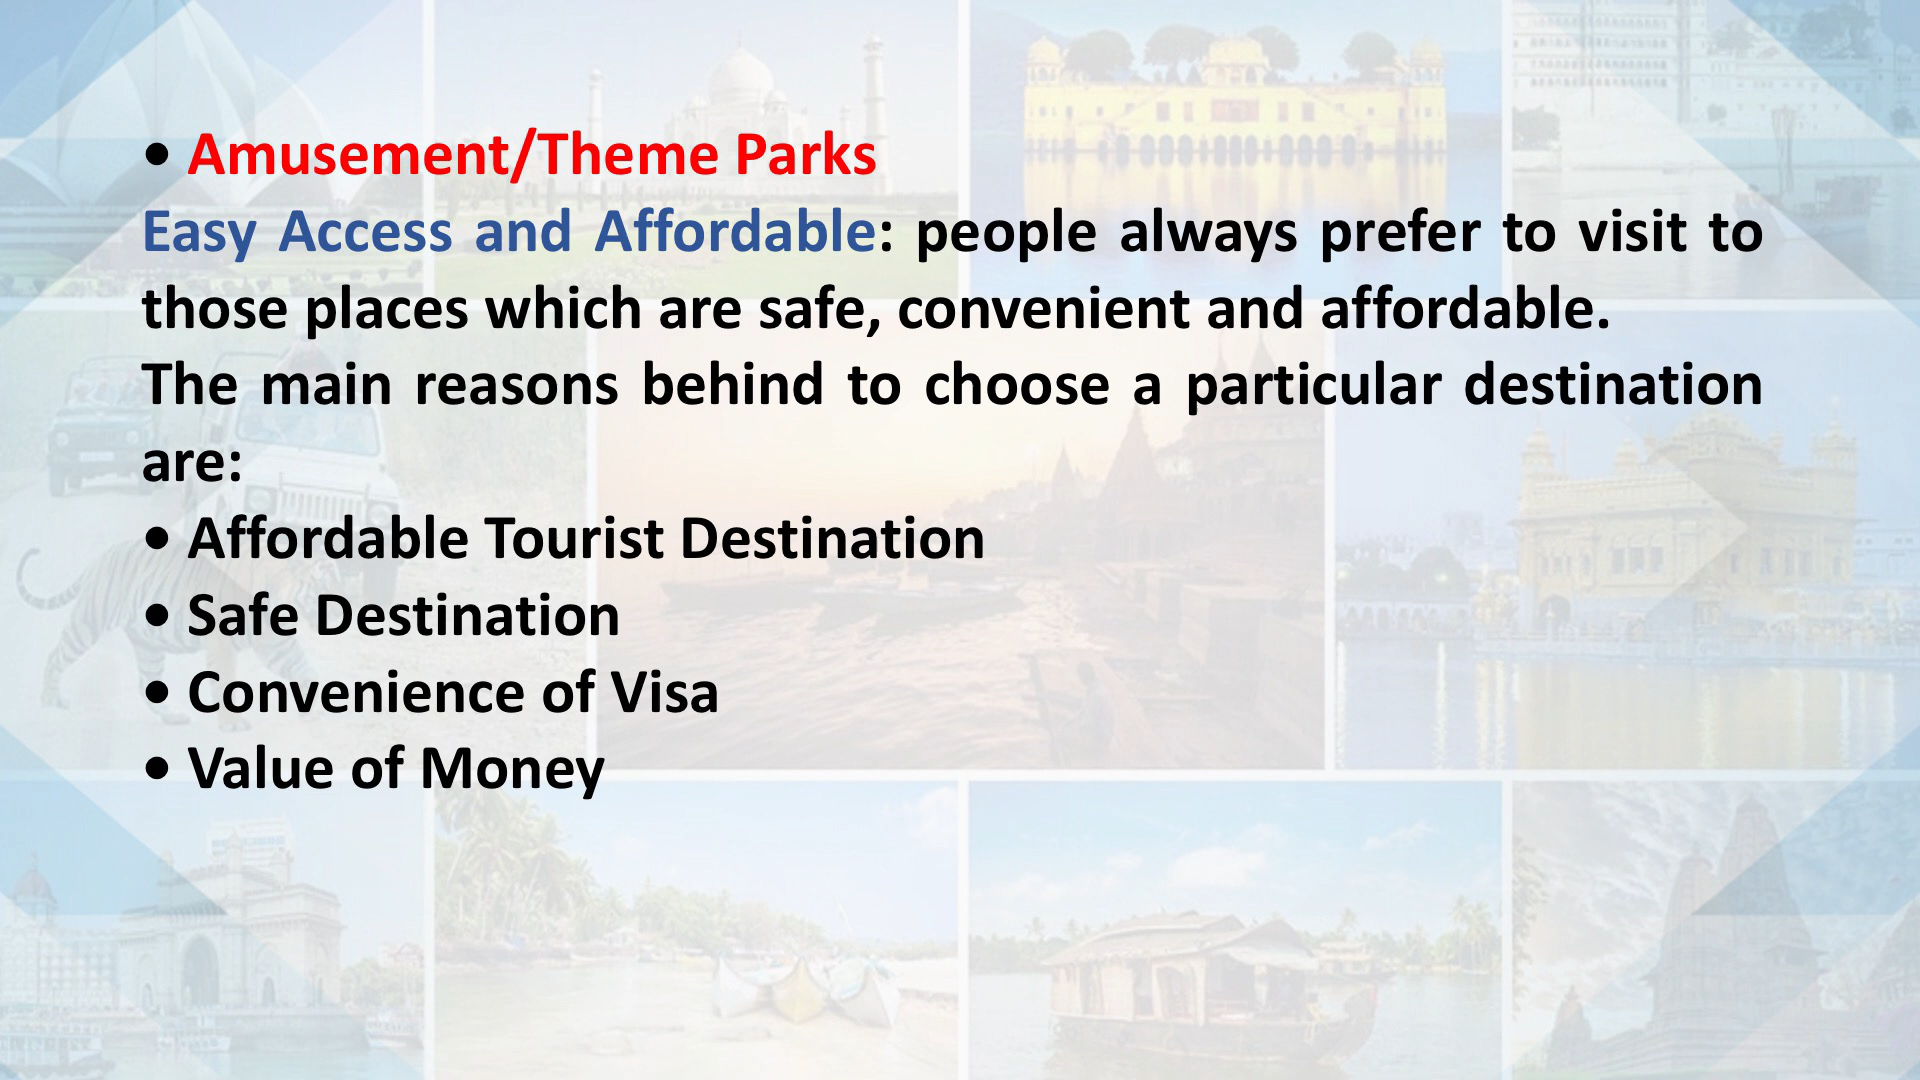 • Amusement/Theme Parks
Easy Access and Affordable: people always prefer to visit to
those places which are safe, convenient and affordable.
The main reasons behind to choose a particular destination
are:
• Affordable Tourist Destination
• Safe Destination
• Convenience of Visa
• Value of Money